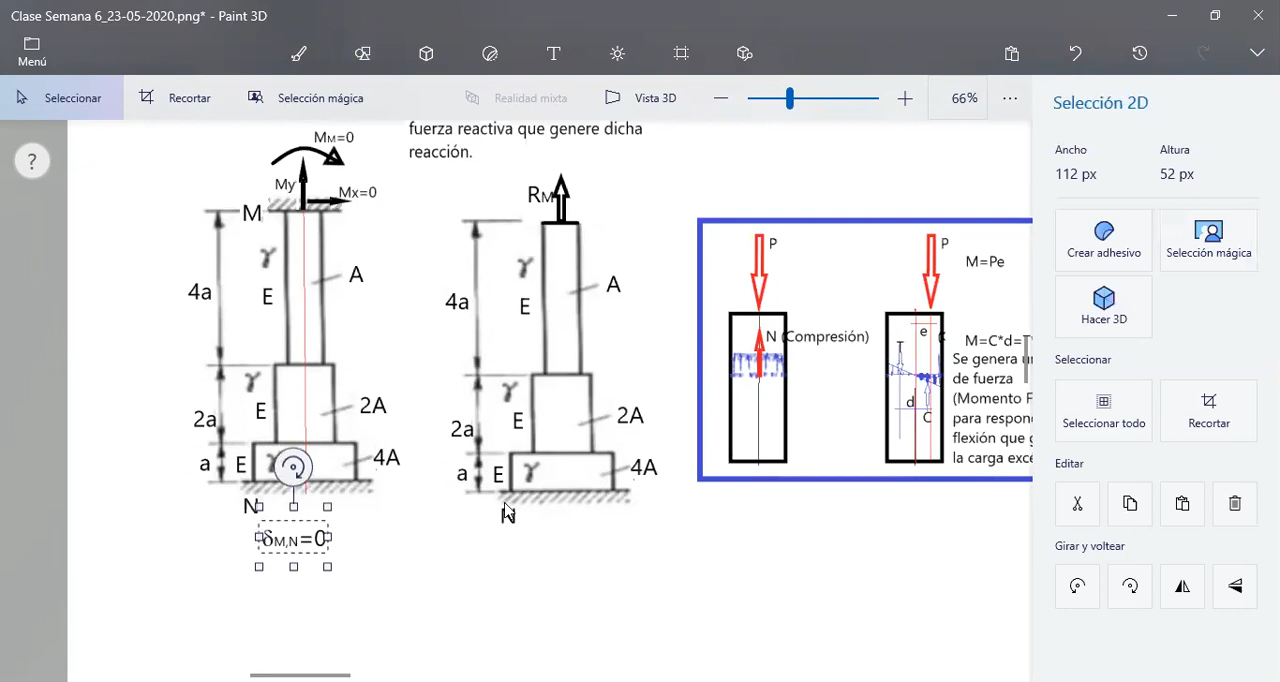 Clase Semana 6_23-05-2020.png* - Paint 3D
Menú
Seleccionar
Recortar
Selección mágica
Realidad mixta
Vista 3D
66%
Selección 2D
Ancho
Altura
112 px
52 px
Crear adhesivo
Selección mágica
Hacer 3D
Seleccionar
Seleccionar todo
Recortar
Editar
Girar y voltear
?
fuerza reactiva que genere dicha
reacción.
MM=0
My
Mx=0
M
γ
A
4a
E
γ
2A
2a
E
a
E
γ
4A
N
δM,N=0
RM
γ
A
4a
E
γ
2A
2a
E
a
E
γ
4A
N
P
N (Compresión)
P
M=Pe
e
M=C*d=T*
T
d
C
Se genera u
de fuerza
(Momento F
para respon
flexión que g
la carga exce